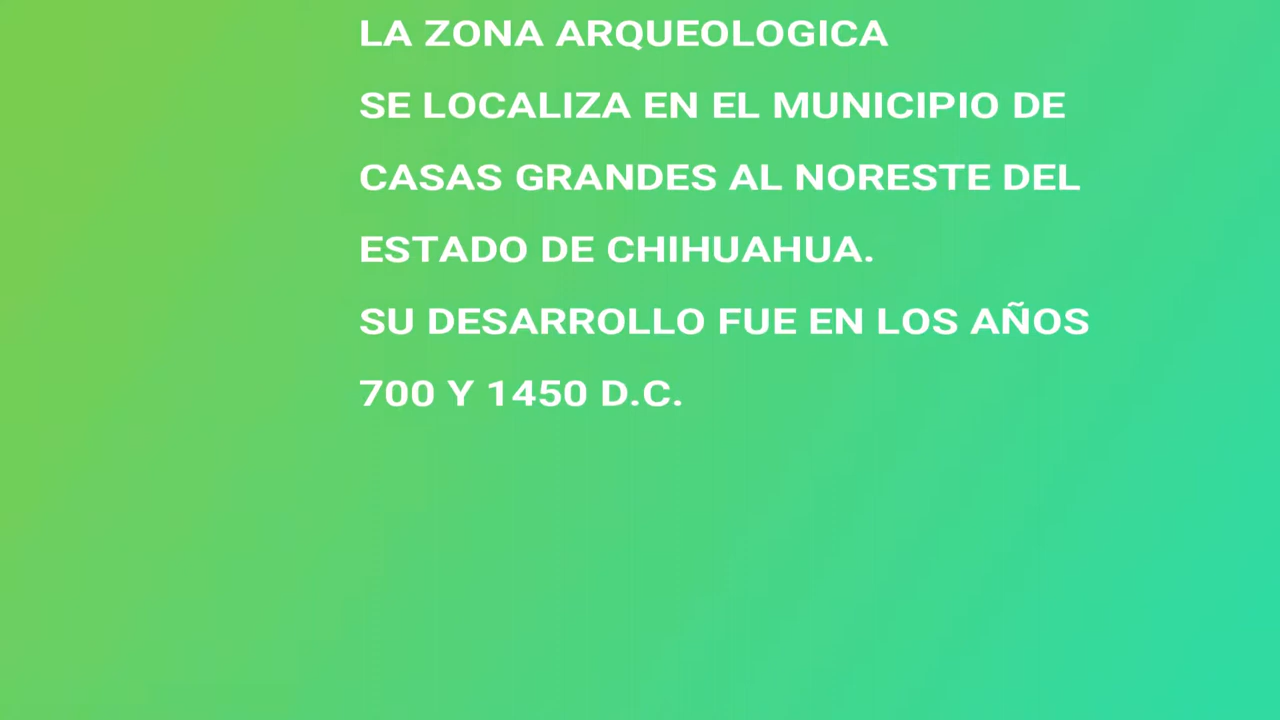 LA ZONA ARQUEOLOGICA
SE LOCALIZA EN EL MUNICIPIO DE
CASAS GRANDES AL NORESTE DEL
ESTADO DE CHIHUAHUA.
SU DESARROLLO FUE EN LOS AÑOS
700 Y 1450 D.C.